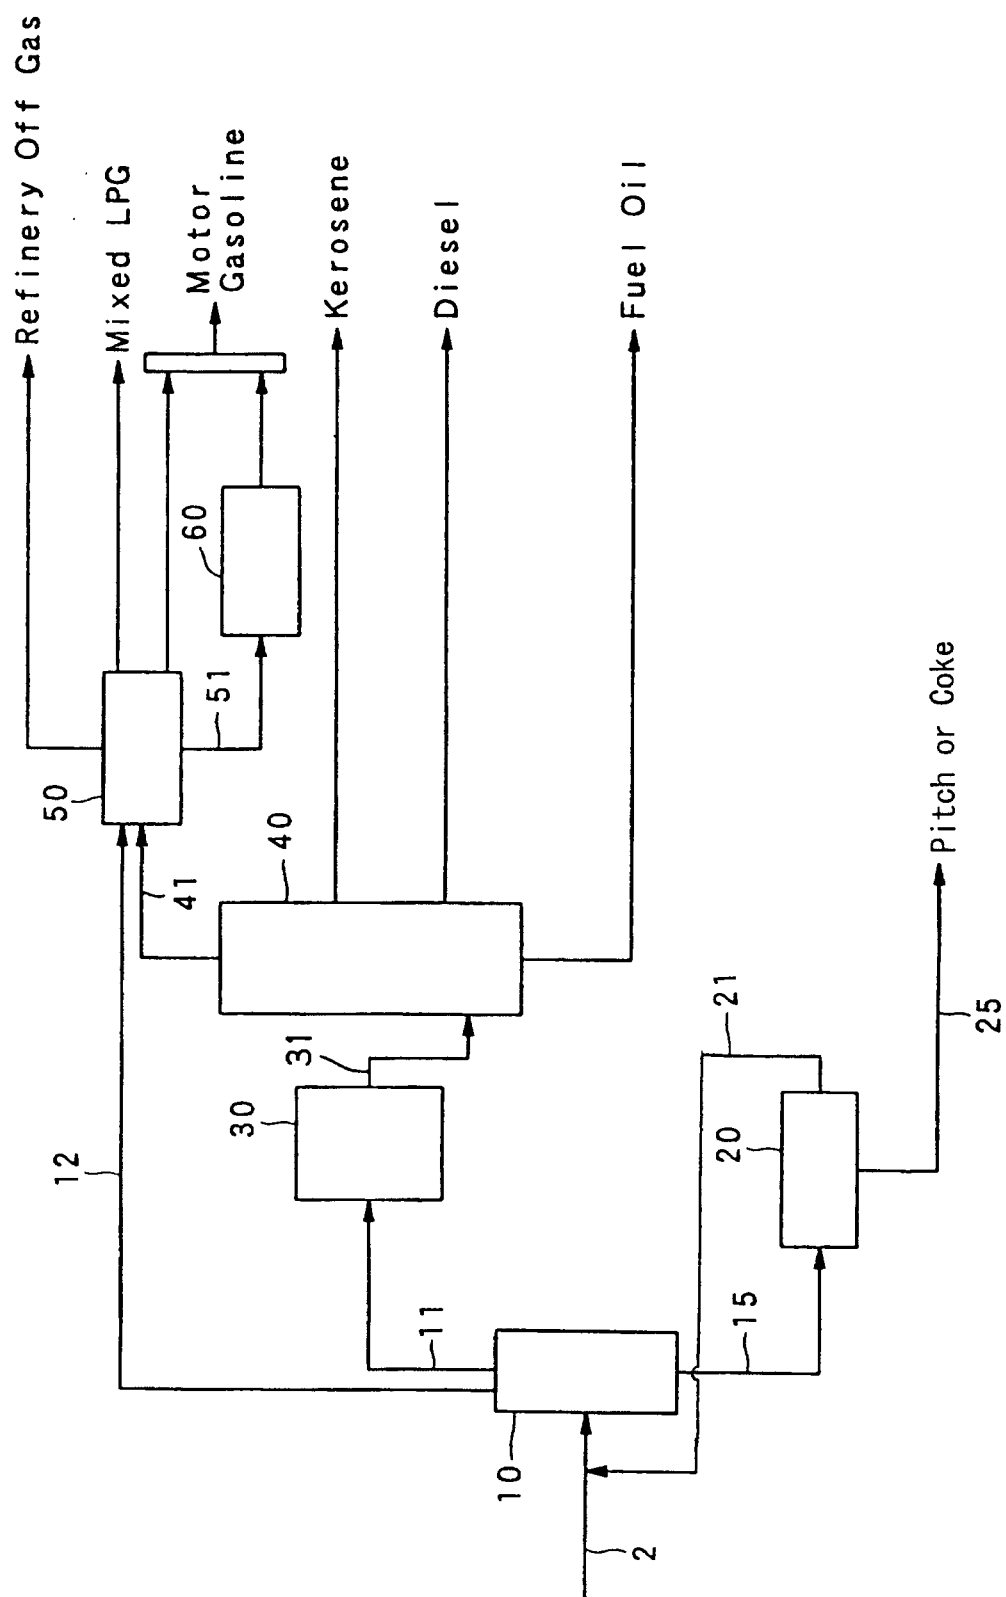 Refinery Off Gas
Mixed LPG
Motor
Gasoline
Kerosene
Diesel
Fuel Oil
Pitch or Coke
50
60
51
41
40
12
30
31
11
10
2
15
20
21
25